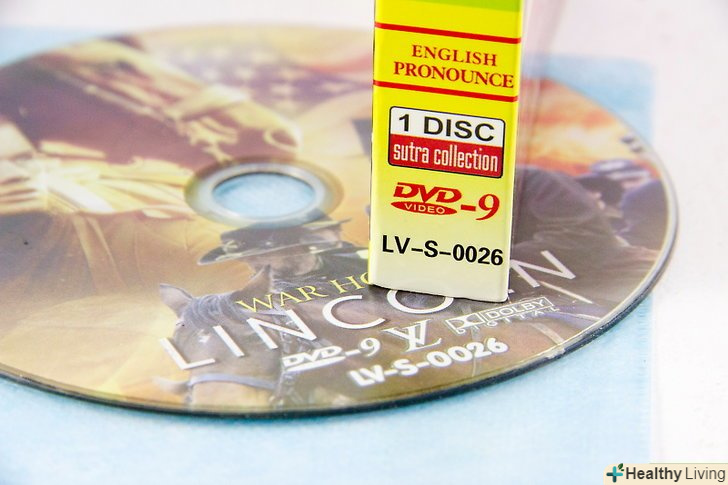 ENGLISH
PRONOUNCE
1 DISC
sutra collection
DVD-9
VIDEO
LV-S-0026
WAR HO
LINCO N
DVD-9 LV DOLBY
DIGITAL
LV-S-0026
Healthy Living